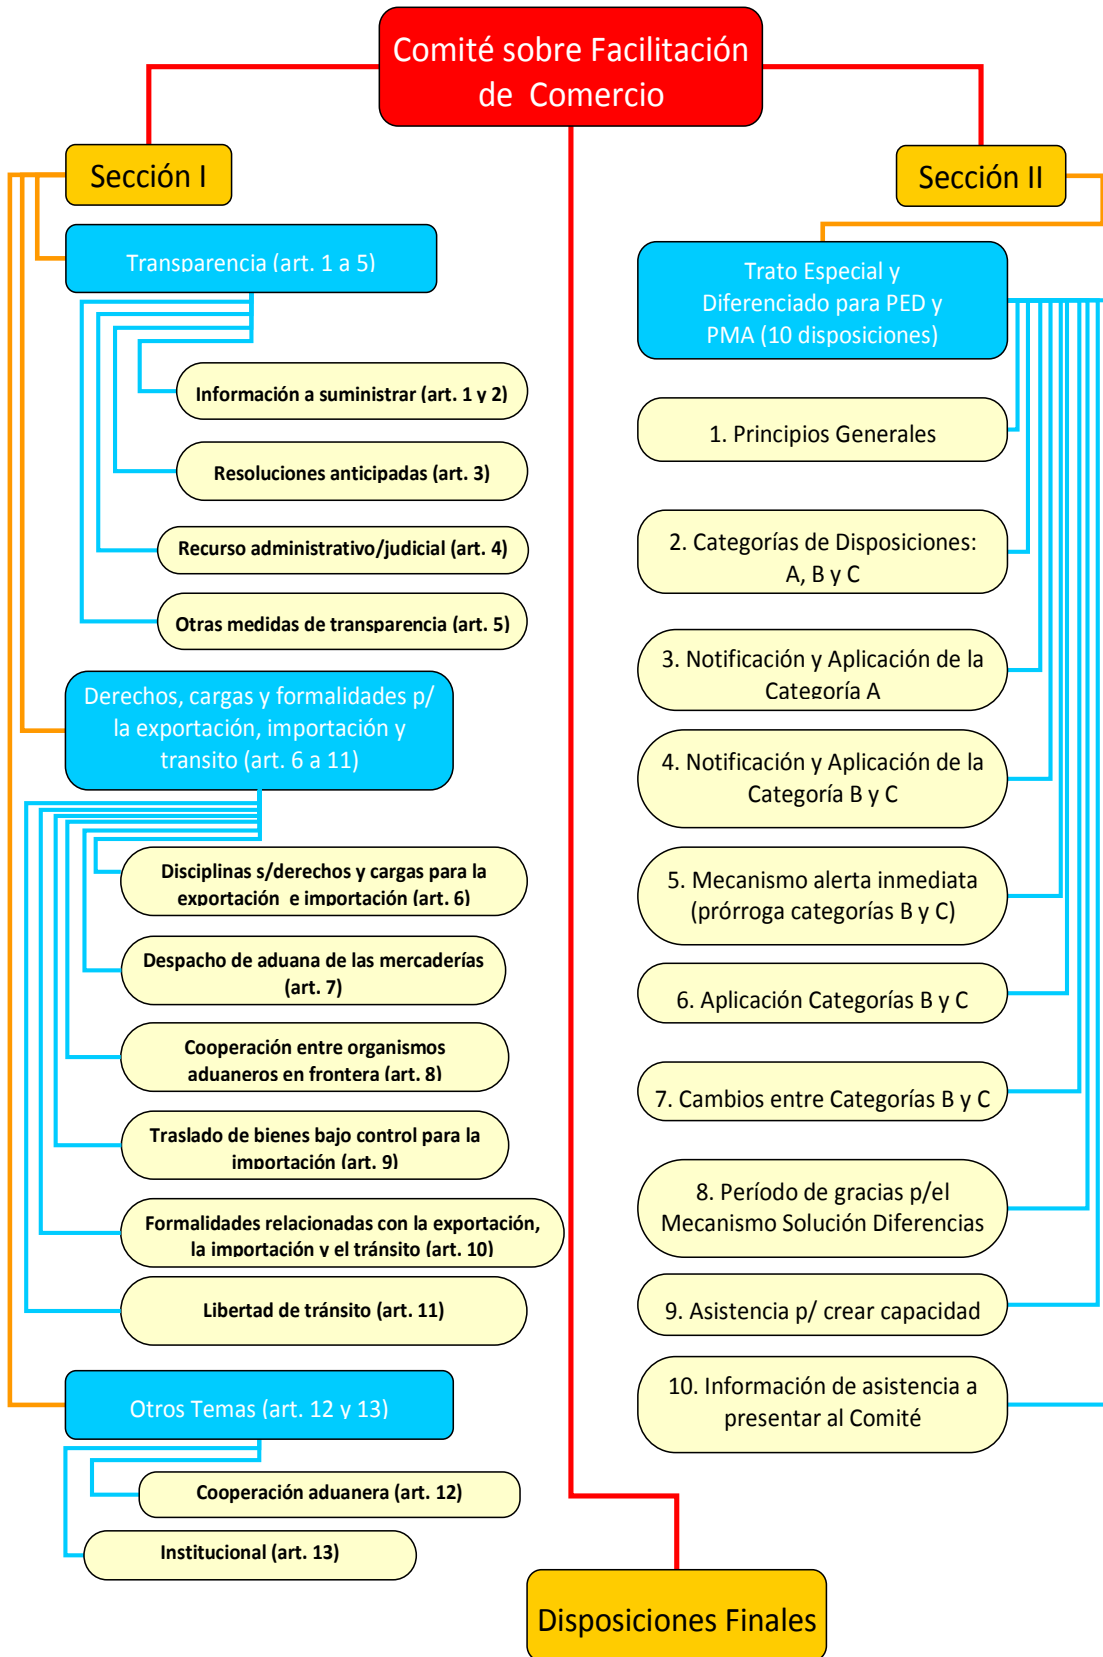 Comité sobre Facilitación
de Comercio
Sección I
Transparencia (art. 1 a 5)
Información a suministrar (art. 1 y 2)
Resoluciones anticipadas (art. 3)
Recurso administrativo/judicial (art. 4)
Otras medidas de transparencia (art. 5)
Derechos, cargas y formalidades p/
la exportación, importación y
transito (art. 6 a 11)
Disciplinas s/derechos y cargas para la
exportación e importación (art. 6)
Despacho de aduana de las mercaderías
(art. 7)
Cooperación entre organismos
aduaneros en frontera (art. 8)
Traslado de bienes bajo control para la
importación (art. 9)
Formalidades relacionadas con la exportación,
la importación y el tránsito (art. 10)
Libertad de tránsito (art. 11)
Otros Temas (art. 12 y 13)
Cooperación aduanera (art. 12)
Institucional (art. 13)
Sección II
Trato Especial y
Diferenciado para PED y
PMA (10 disposiciones)
1. Principios Generales
2. Categorías de Disposiciones:
A, B y C
3. Notificación y Aplicación de la
Categoría A
4. Notificación y Aplicación de la
Categoría B y C
5. Mecanismo alerta inmediata
(prórroga categorías B y C)
6. Aplicación Categorías B y C
7. Cambios entre Categorías B y C
8. Período de gracias p/el
Mecanismo Solución Diferencias
9. Asistencia p/ crear capacidad
10. Información de asistencia a
presentar al Comité
Disposiciones Finales